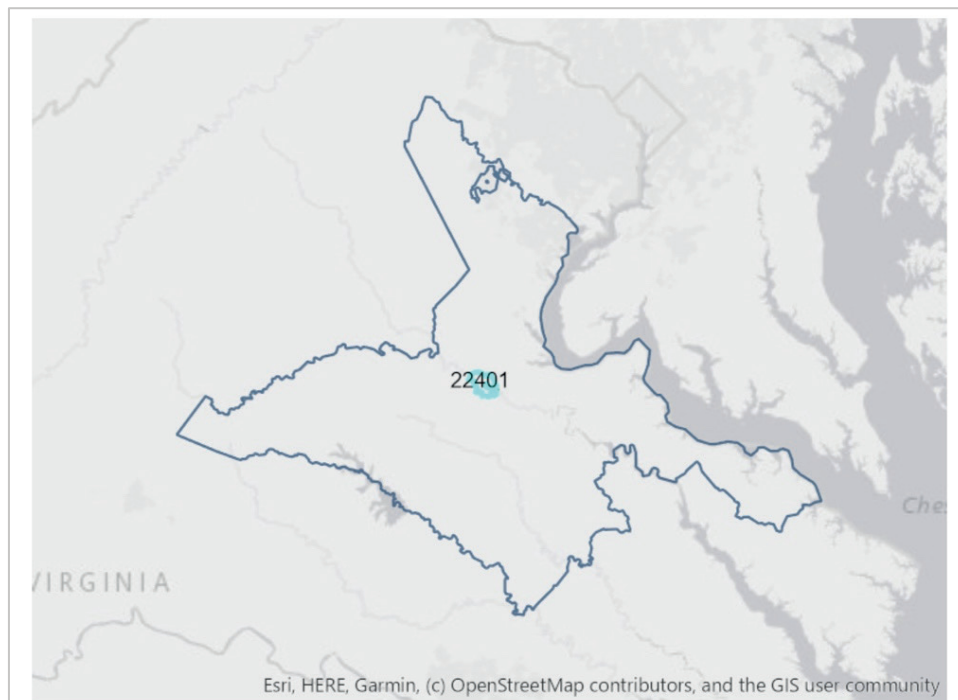 22401
Ches
VIRGINIA
Esri, HERE, Garmin, (c) OpenStreetMap contributors, and the GIS user community